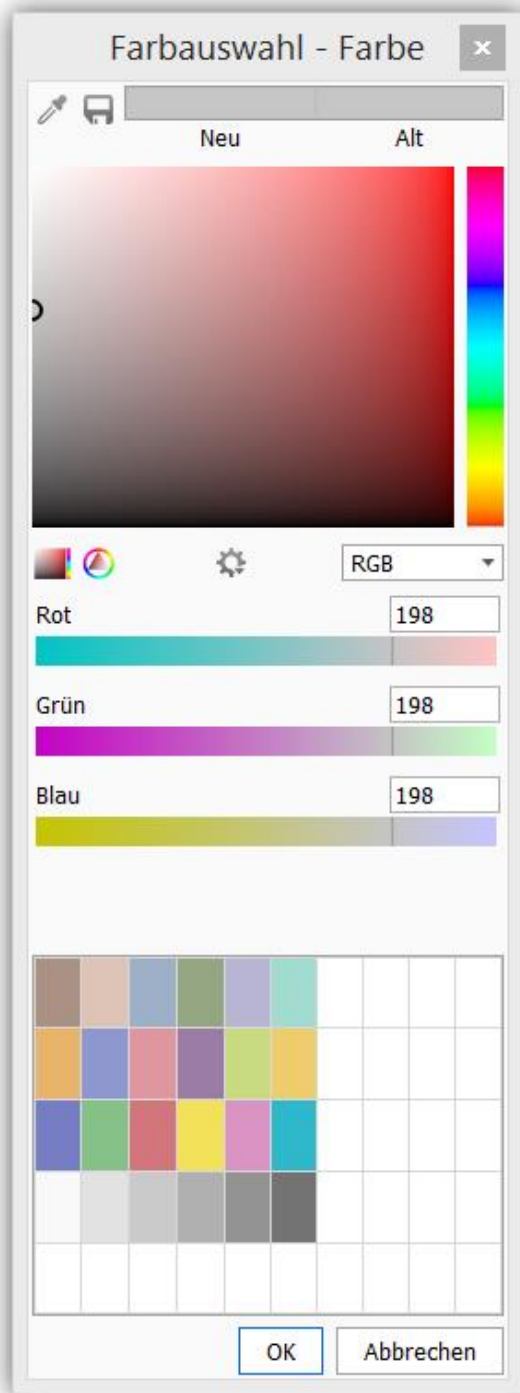 Farbauswahl - Farbe
Neu Alt
RGB
Rot 198
Grün 198
Blau 198
OK Abbrechen